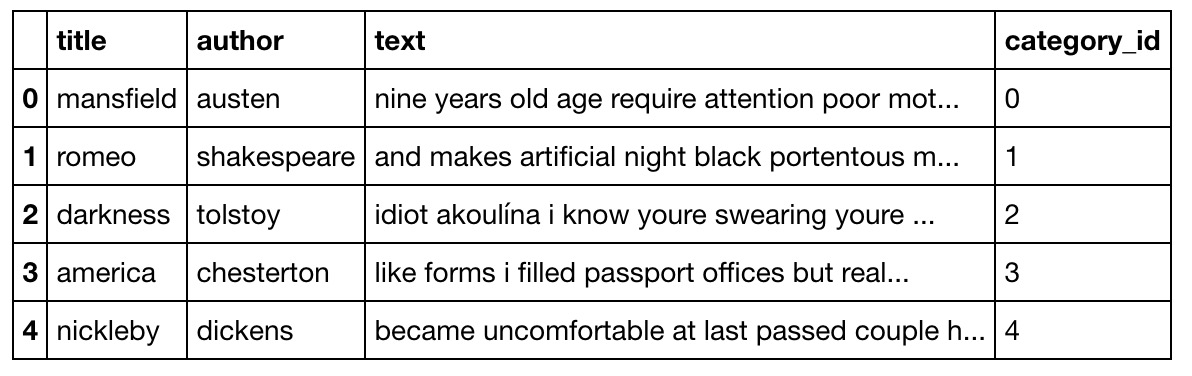 title author text category_id
0 mansfield austen nine years old age require attention poor mot... 0
1 romeo shakespeare and makes artificial night black portentous m... 1
2 darkness tolstoy idiot akoulína i know youre swearing youre ... 2
3 america chesterton like forms i filled passport offices but real... 3
4 nickleby dickens became uncomfortable at last passed couple h... 4